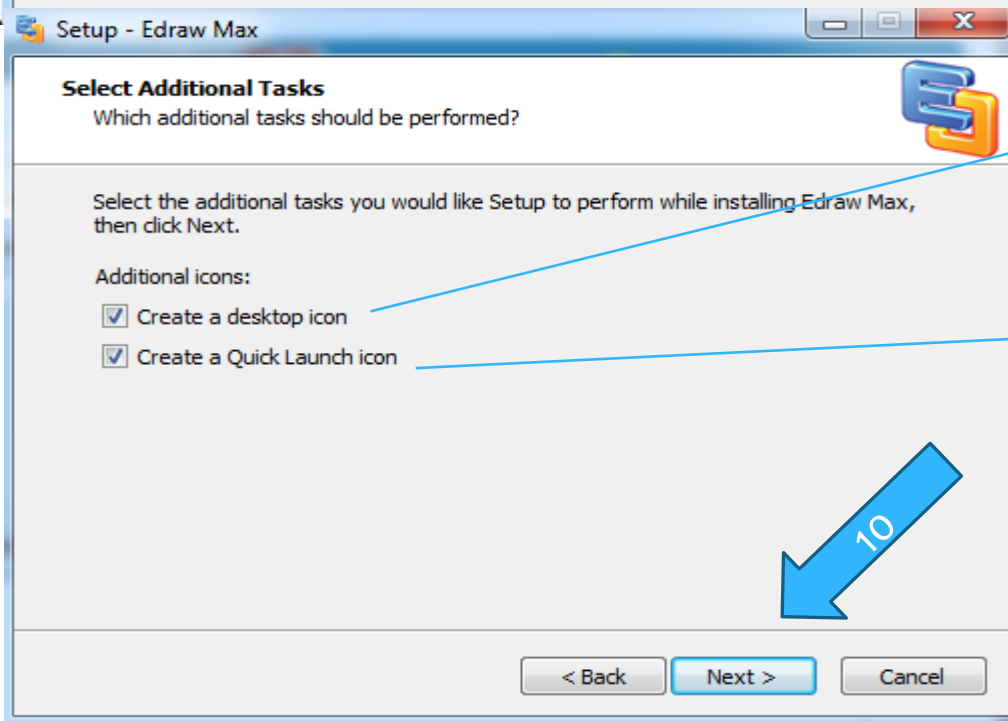 Setup - Edraw Max
Select Additional Tasks
Which additional tasks should be performed?
Select the additional tasks you would like Setup to perform while installing Edraw Max,
then click Next.
Additional icons:
Create a desktop icon
Create a Quick Launch icon
10
< Back
Next >
Cancel